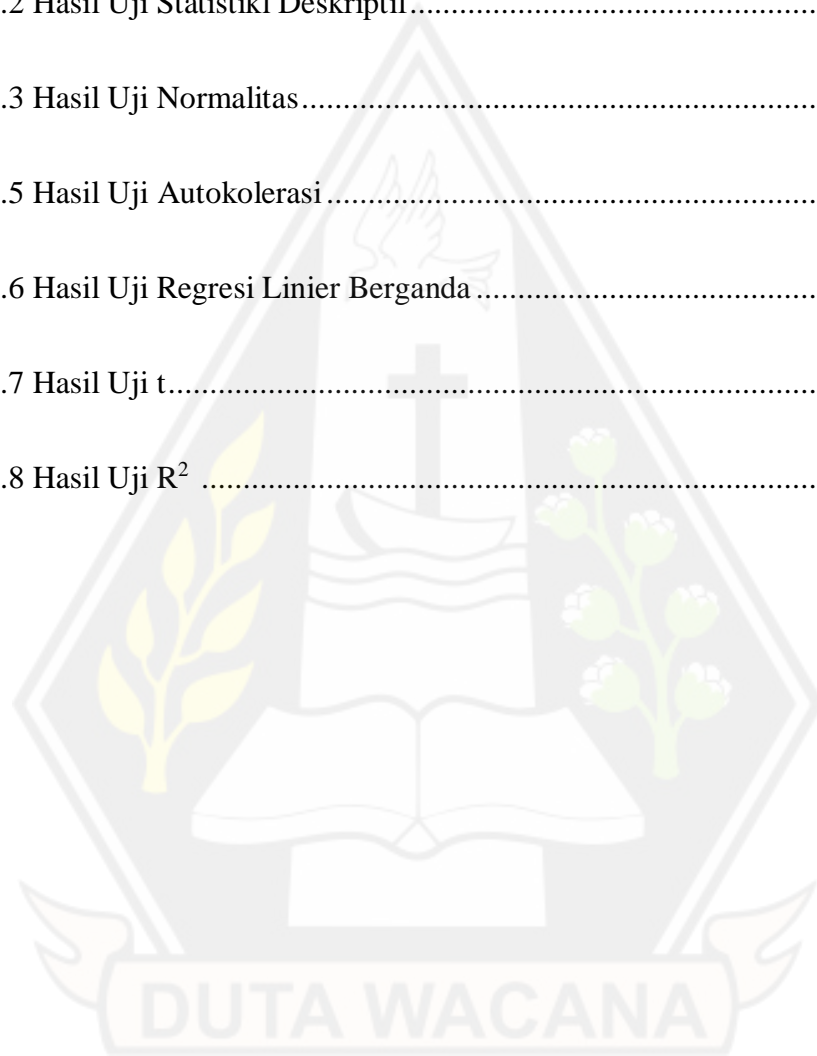 .2 Hasil Uji Statistikl Deskriptif..................................................
.3 Hasil Uji Normalitas...............................................................
.5 Hasil Uji Autokolerasi............................................................
.6 Hasil Uji Regresi Linier Berganda..........................................
.7 Hasil Uji t...............................................................................
.8 Hasil Uji R² ...........................................................................
DUTA WACANA